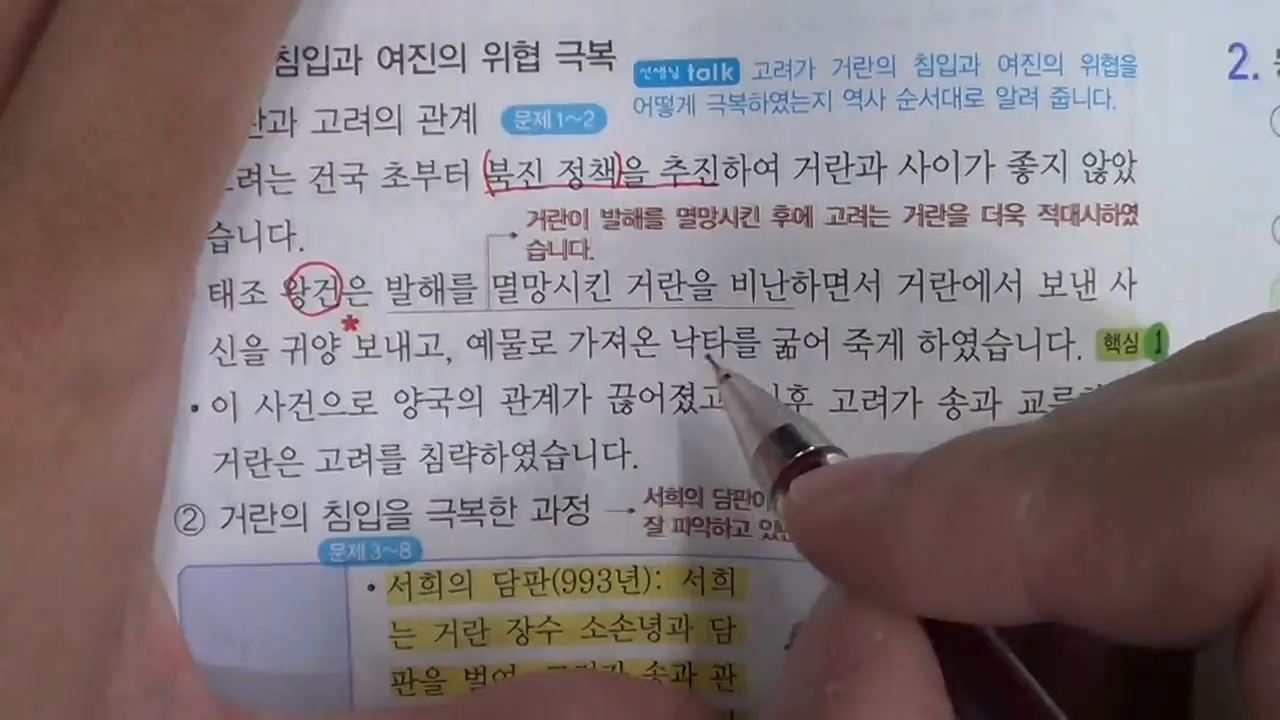 침입과 여진의 위협 극복
선생님 talk 고려가 거란의 침입과 여진의 위협을
어떻게 극복하였는지 역사 순서대로 알려 줍니다.
2.
란과 고려의 관계 문제 1~2
려는 건국 초부터 북진 정책을 추진하여 거란과 사이가 좋지 않았
습니다.
거란이 발해를 멸망시킨 후에 고려는 거란을 더욱 적대시하였
습니다.
태조 왕건은 발해를 멸망시킨 거란을 비난하면서 거란에서 보낸 사
신을 귀양 보내고, 예물로 가져온 낙타를 굶어 죽게 하였습니다. 핵심 1
• 이 사건으로 양국의 관계가 끊어졌고 이후 고려가 송과
거란은 고려를 침략하였습니다.
② 거란의 침입을 극복한 과정 → 서희의 담판이
잘 파악하고
문제 3~8
• 서희의 담판(993년): 서희
는 거란 장수 소손녕과 담
판을 벌여 송과 관